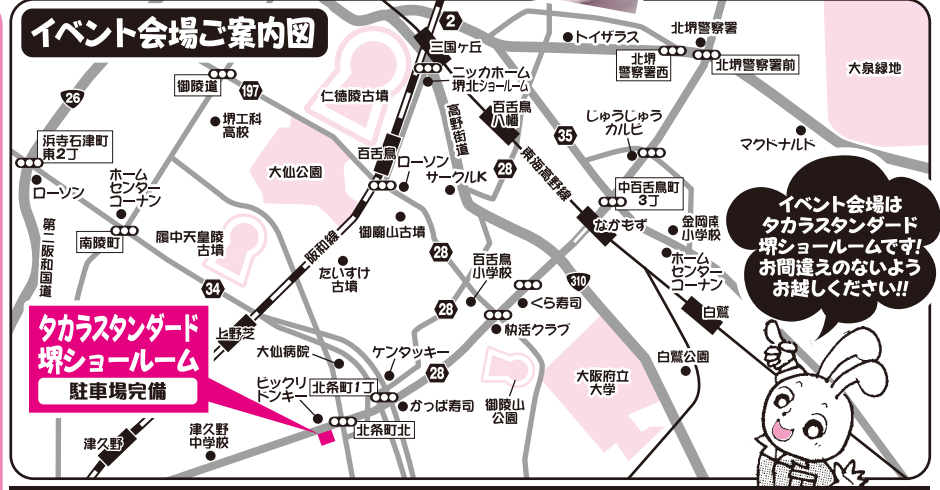 イベント会場ご案内図
2
三国ヶ丘
トイザラス
北堺警察署
北堺
警察署西
北堺警察署前
大泉緑地
御陵道
197
26
仁徳陵古墳
ニッカホーム
堺北ショールーム
高野街道
百舌鳥
八幡
35
じゅうじゅう
カルビ
マクドナルド
堺工科
高校
浜寺石津町
東2丁
ローソン
ホーム
センター
コーナン
大仙公園
百舌鳥
ローソン
サークルK
28
東海高野線
中百舌鳥町
3丁
なかもず
金岡南
小学校
ホーム
センター
コーナン
第二阪和国道
南陵町
履中天皇陵
古墳
阪和線
御廟山古墳
たいすけ
古墳
28
百舌鳥
小学校
310
34
28
くら寿司
快活クラブ
白鷺
上野芝
イベント会場は
タカラスタンダード
堺ショールームです!
お間違えのないよう
お越しください!!
タカラスタンダード
堺ショールーム
駐車場完備
大仙病院
ケンタッキー
28
ビックリ
ドンキー
北条町1丁
かっぱ寿司
北条町北
御陵山
公園
大阪府立
大学
白鷺公園
津久野
津久野
中学校